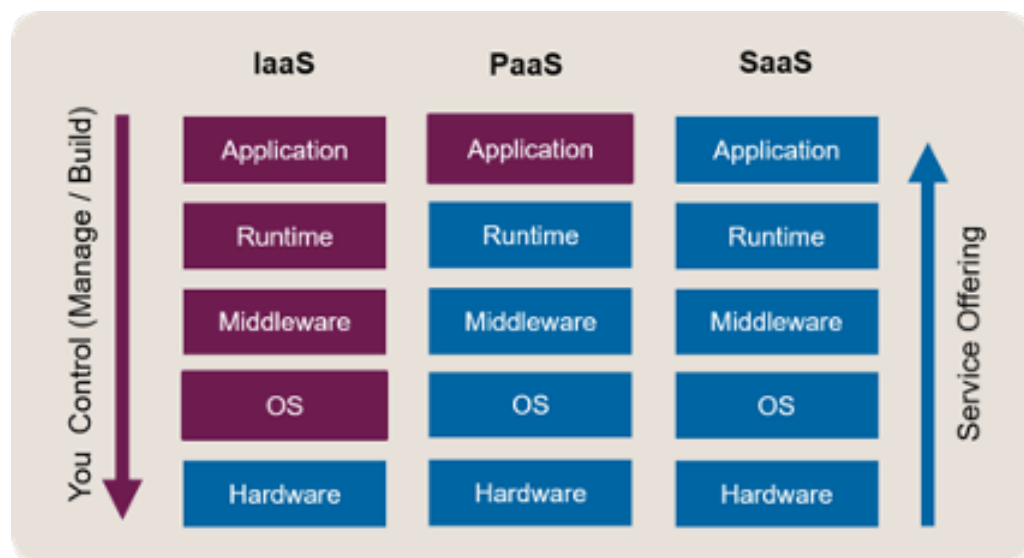 IaaS PaaS SaaS
You Control (Manage / Build)
Application Application Application
Runtime Runtime Runtime
Middleware Middleware Middleware
OS OS OS
Hardware Hardware Hardware
Service Offering